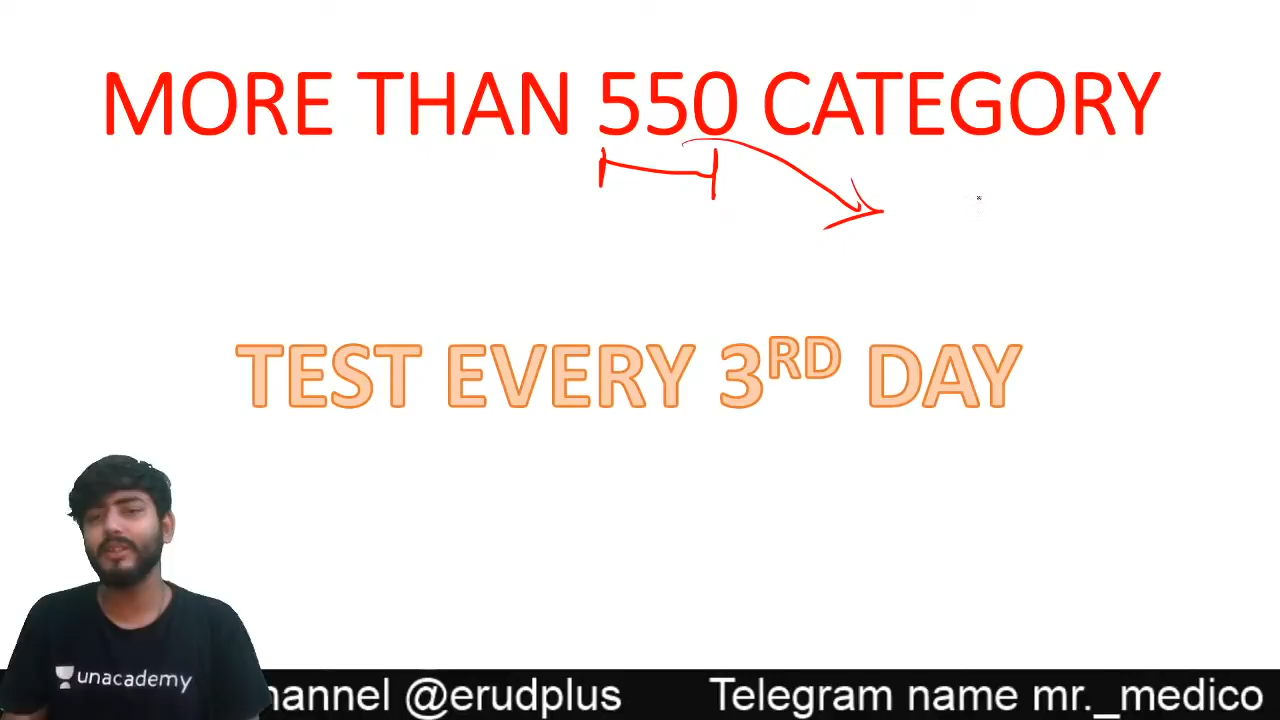 MORE THAN 550 CATEGORY
TEST EVERY 3RD DAY
unacademy
hannel @erudplus Telegram name mr._medico